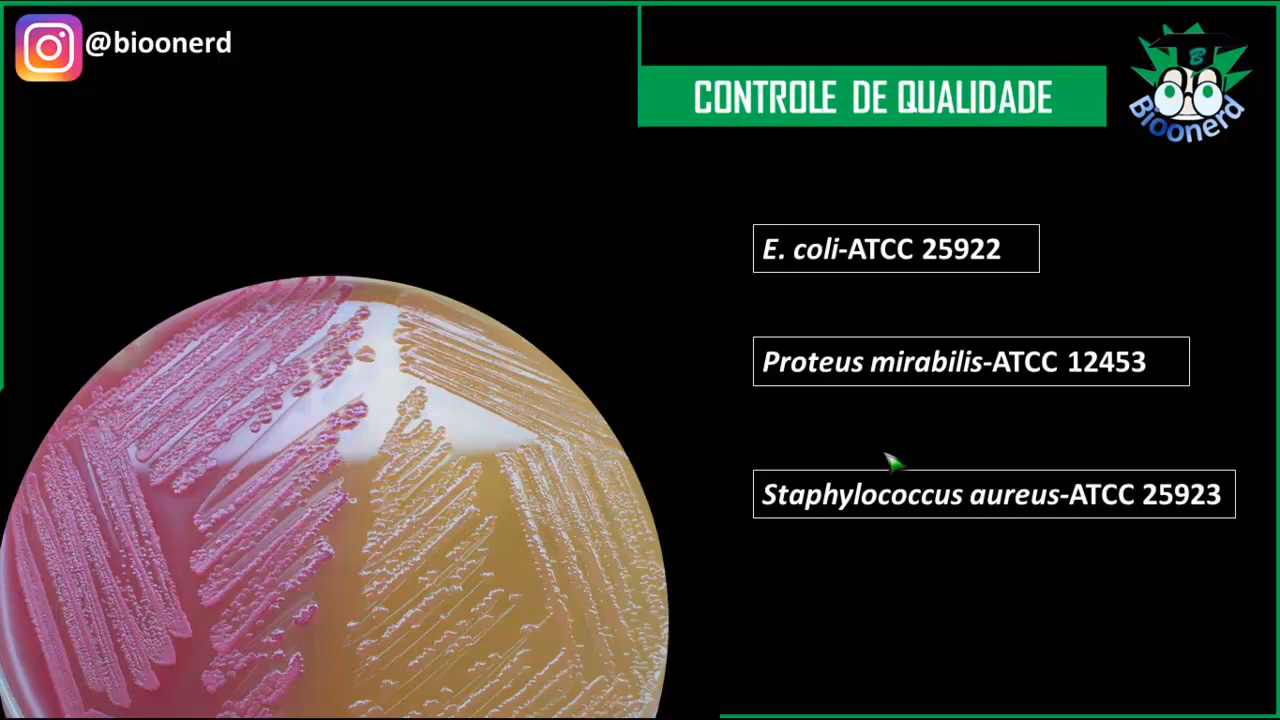 @bioonerd
CONTROLE DE QUALIDADE
B
Bioonerd
E. coli-ATCC 25922
Proteus mirabilis-ATCC 12453
Staphylococcus aureus-ATCC 25923